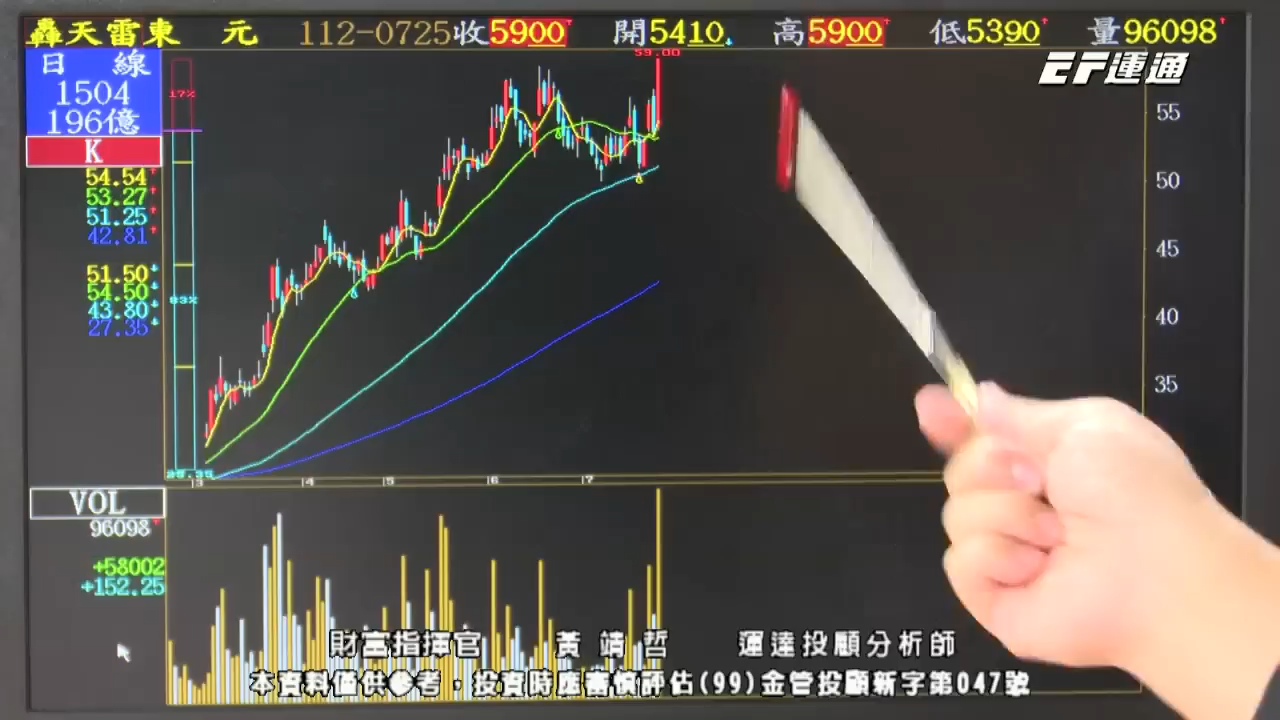 轟天雷東 元 112-0725收5900 開5410 高5900 低5390 量96098
EF運通
日 線
1504
196億
K
54.54
53.27
51.25
42.81
51.50
54.50
43.80
27.35
17%
83%
59.00
55
50
45
40
35
3 4 5 6 7
VOL
96098
+58002
+152.25
財富指揮官 黃靖哲 運達投顧分析師
本資料僅供參考,投資時應審慎評估(99)金管投顧新字第047號